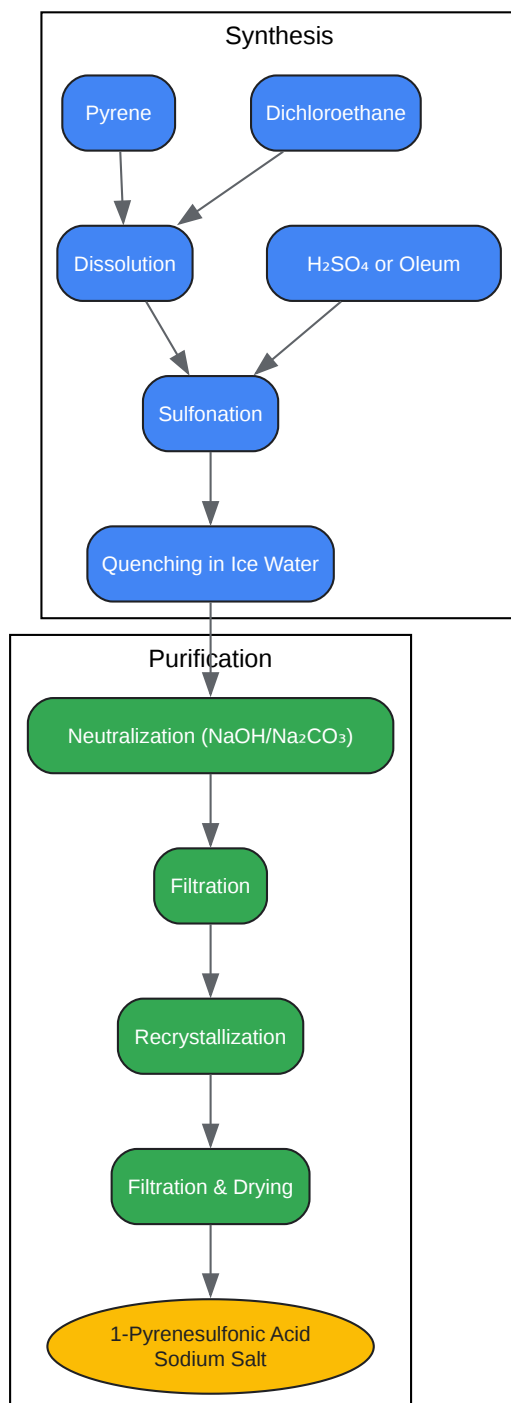 Synthesis
Pyrene
Dichloroethane
Dissolution
H₂SO₄ or Oleum
Sulfonation
Quenching in Ice Water
Purification
Neutralization (NaOH/Na₂CO₃)
Filtration
Recrystallization
Filtration & Drying
1-Pyrenesulfonic Acid
Sodium Salt